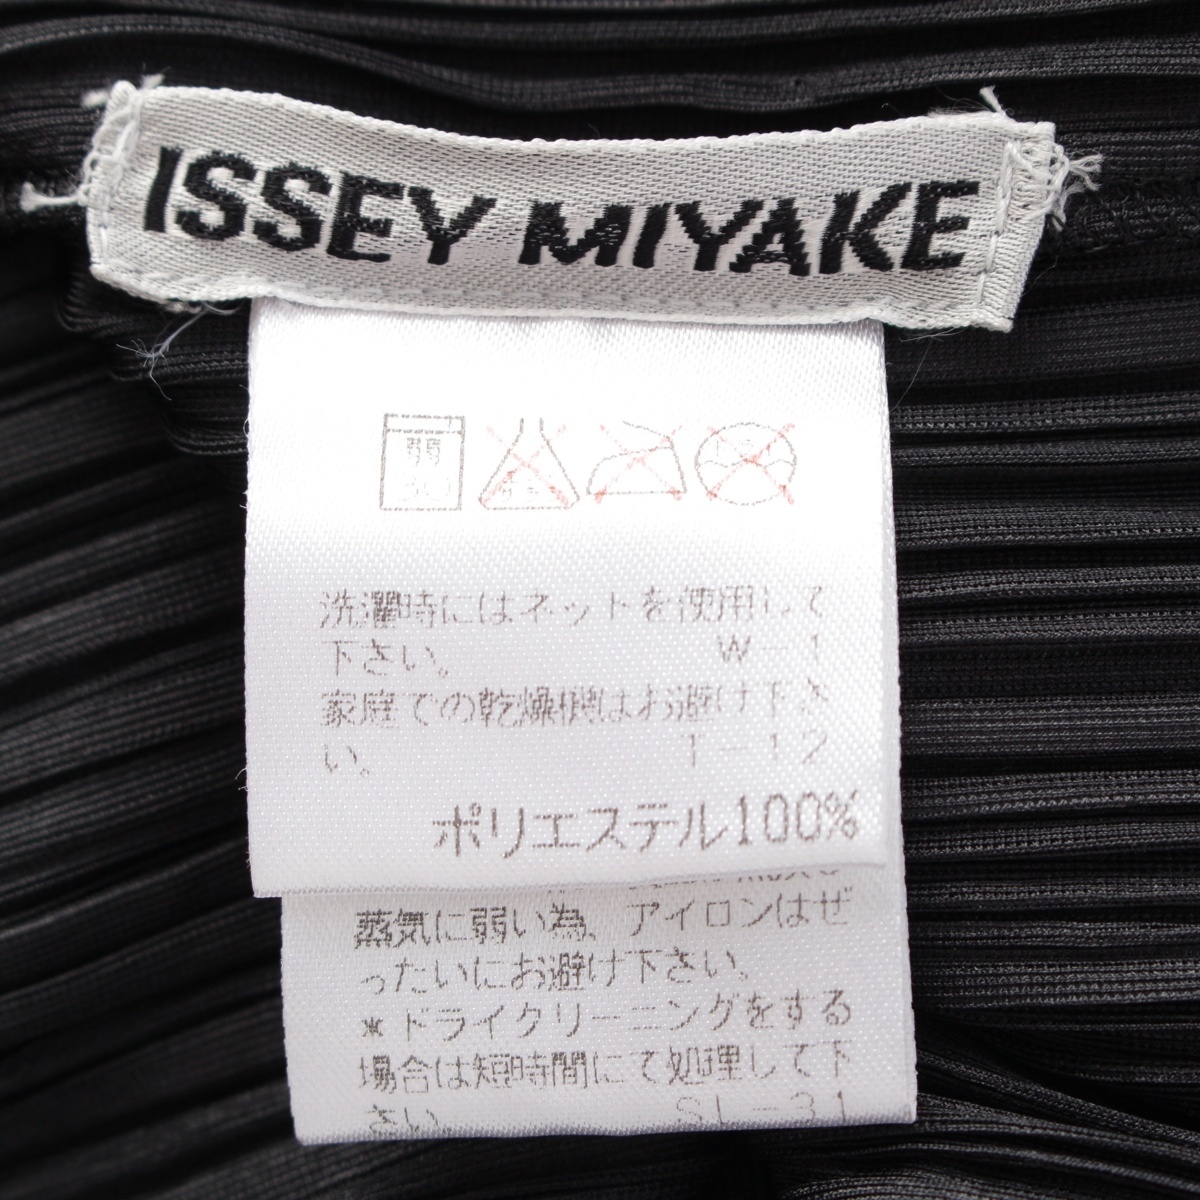 ISSEY MIYAKE
弱
洗濯時にはネットを使用して
下さい。 W-1
家庭での乾燥機はお避け下さ
い。 T-12
ポリエステル100%
蒸気に弱い為、アイロンはぜ
ったいにお避け下さい。
*ドライクリーニングをする
場合は短時間にて処理して下
さい。 SL-31